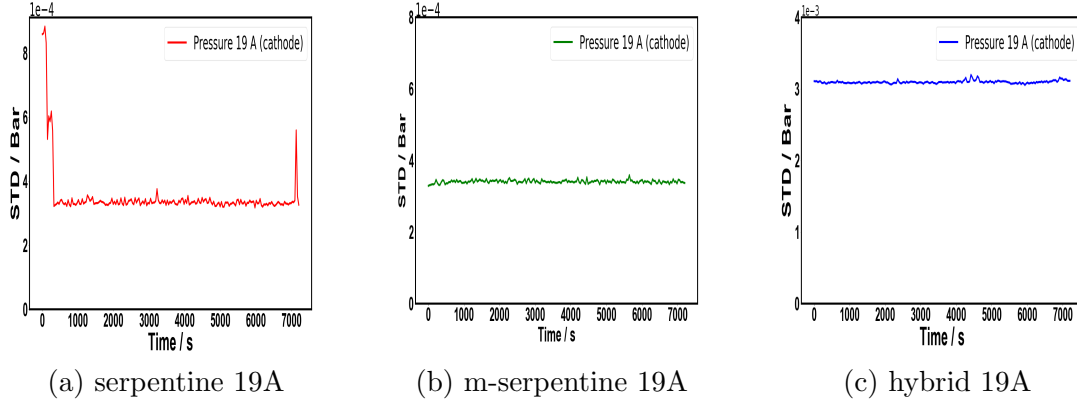 1e−4
Pressure 19 A (cathode)
STD / Bar
8
6
4
2
0
0 1000 2000 3000 4000 5000 6000 7000
Time / s
(a) serpentine 19A
1e−4
Pressure 19 A (cathode)
STD / Bar
8
6
4
2
0
0 1000 2000 3000 4000 5000 6000 7000
Time / s
(b) m-serpentine 19A
1e−3
Pressure 19 A (cathode)
STD / Bar
4
3
2
1
0
0 1000 2000 3000 4000 5000 6000 7000
Time / s
(c) hybrid 19A